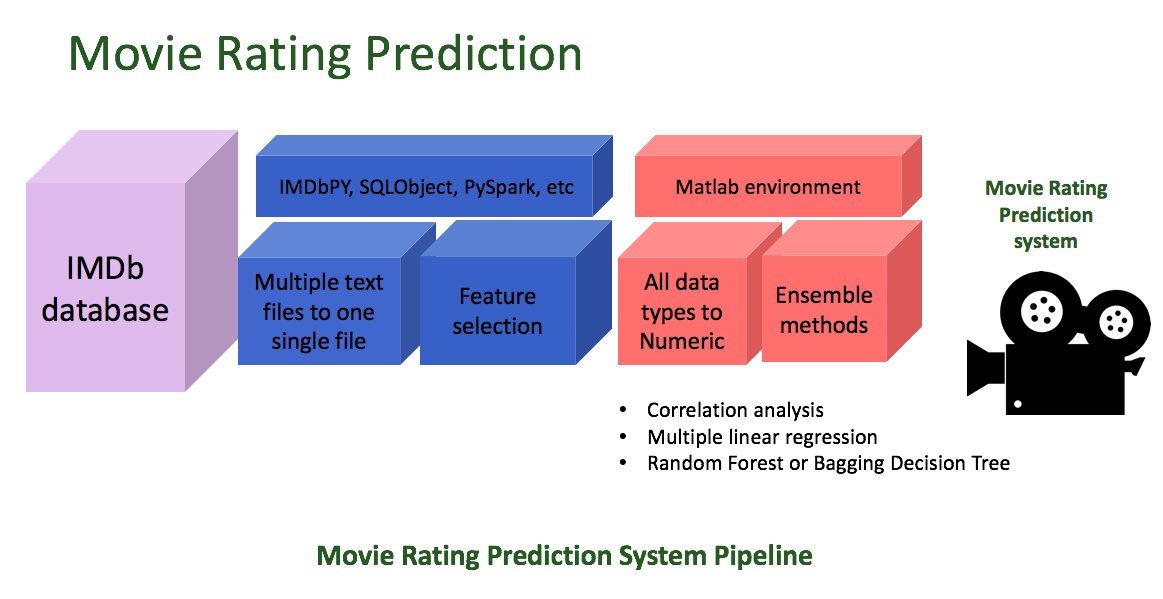 Movie Rating Prediction
IMDb
database
IMDbPY, SQLObject, PySpark, etc
Multiple text
files to one
single file
Feature
selection
Matlab environment
All data
types to
Numeric
Ensemble
methods
Movie Rating
Prediction
system
• Correlation analysis
• Multiple linear regression
• Random Forest or Bagging Decision Tree
Movie Rating Prediction System Pipeline